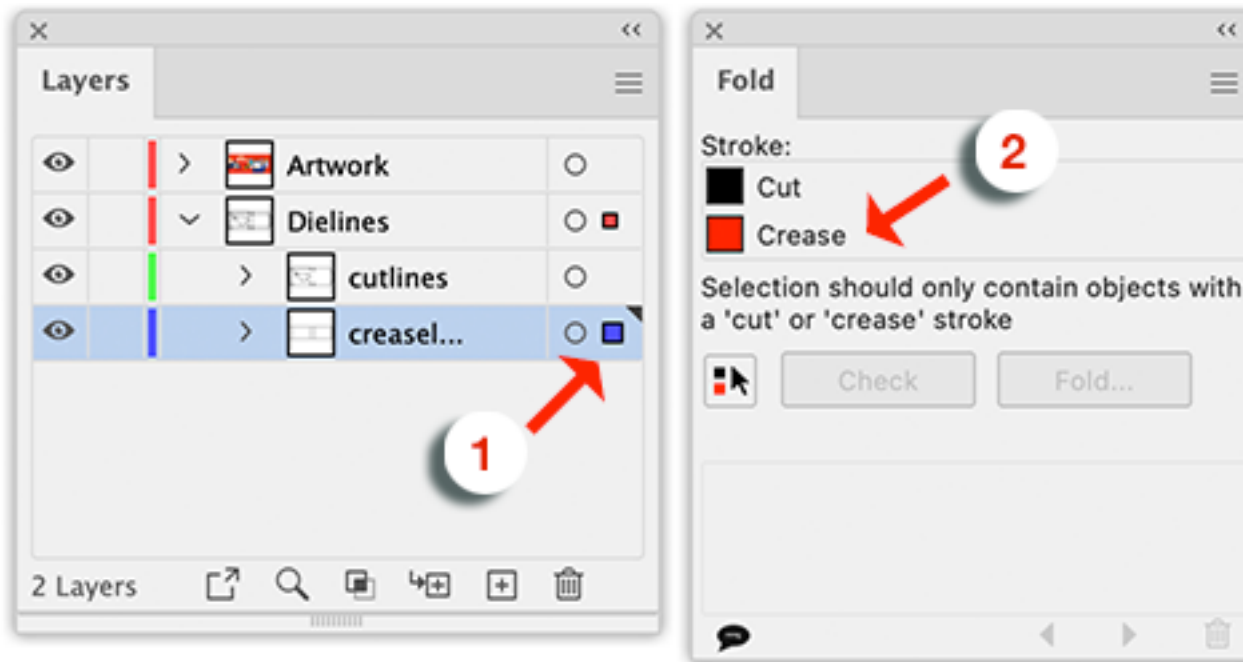 Layers
Artwork
Dielines
cutlines
creasel...
1
2 Layers
Fold
Stroke:
2
Cut
Crease
Selection should only contain objects with
a 'cut' or 'crease' stroke
Check
Fold...